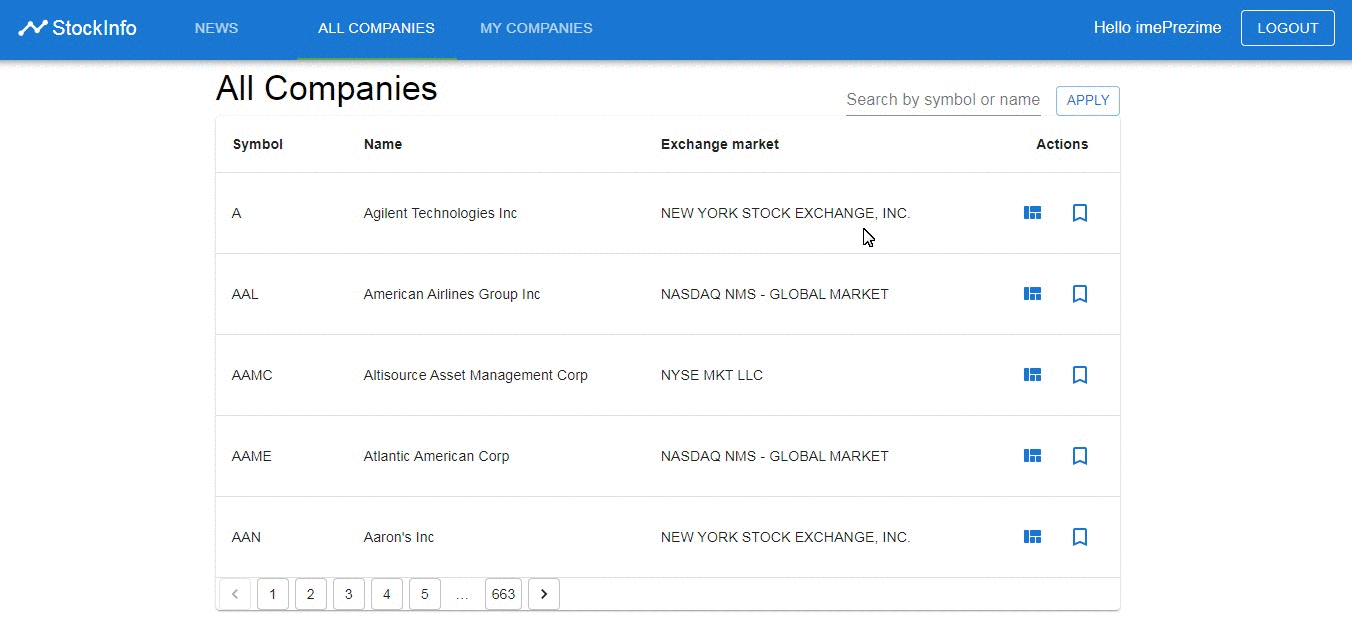 StockInfo NEWS ALL COMPANIES MY COMPANIES Hello imePrezime LOGOUT
All Companies
Search by symbol or name APPLY
Symbol Name Exchange market Actions
A Agilent Technologies Inc NEW YORK STOCK EXCHANGE, INC.
AAL American Airlines Group Inc NASDAQ NMS - GLOBAL MARKET
AAMC Altisource Asset Management Corp NYSE MKT LLC
AAME Atlantic American Corp NASDAQ NMS - GLOBAL MARKET
AAN Aaron's Inc NEW YORK STOCK EXCHANGE, INC.
1 2 3 4 5 ... 663